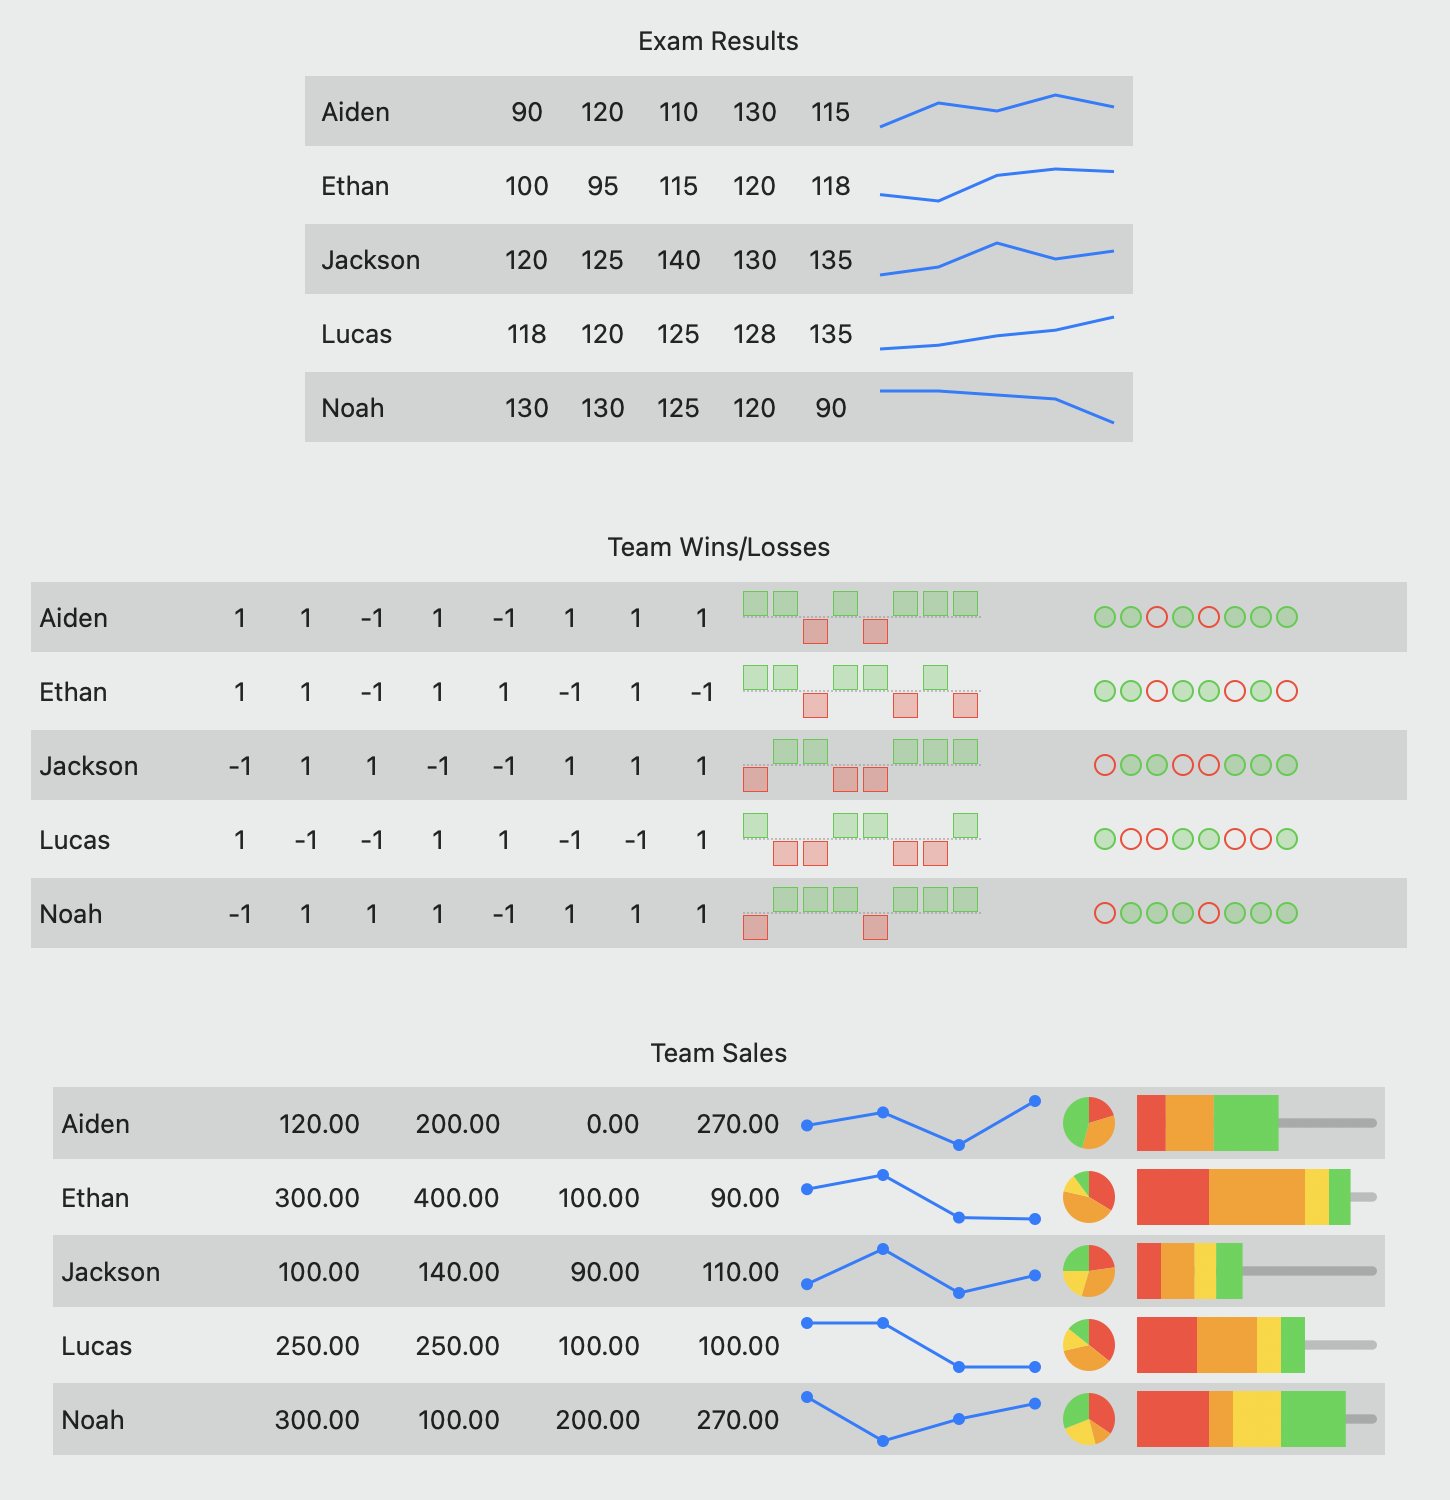 Exam Results
Aiden 90 120 110 130 115
Ethan 100 95 115 120 118
Jackson 120 125 140 130 135
Lucas 118 120 125 128 135
Noah 130 130 125 120 90
Team Wins/Losses
Aiden 1 1 -1 1 -1 1 1 1
Ethan 1 1 -1 1 1 -1 1 -1
Jackson -1 1 1 -1 -1 1 1 1
Lucas 1 -1 -1 1 1 -1 -1 1
Noah -1 1 1 1 -1 1 1 1
Team Sales
Aiden 120.00 200.00 0.00 270.00
Ethan 300.00 400.00 100.00 90.00
Jackson 100.00 140.00 90.00 110.00
Lucas 250.00 250.00 100.00 100.00
Noah 300.00 100.00 200.00 270.00